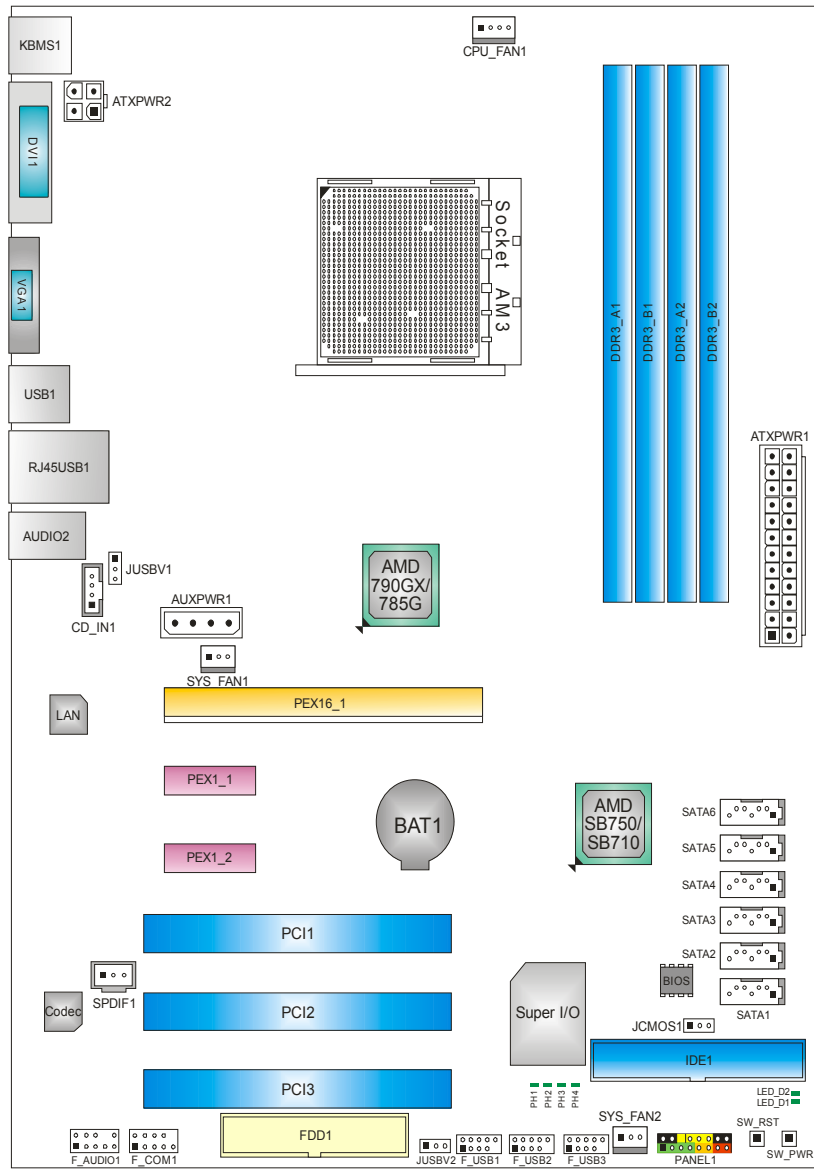 KBMS1
CPU_FAN1
ATXPWR2
DVI1
Socket AM3
DDR3_A1
DDR3_B1
DDR3_A2
DDR3_B2
VGA1
USB1
ATXPWR1
RJ45USB1
AUDIO2
JUSBV1
CD_IN1
AUXPWR1
AMD
790GX/
785G
SYS_FAN1
PEX16_1
LAN
PEX1_1
BAT1
AMD
SB750/
SB710
SATA6
SATA5
PEX1_2
SATA4
SATA3
PCI1
SATA2
BIOS
SPDIF1
Codec
PCI2
Super I/O
SATA1
JCMOS1
IDE1
PCI3
PH1
PH2
PH3
PH4
LED_D2
LED_D1
FDD1
SYS_FAN2
SW_RST
SW_PWR
F_AUDIO1
F_COM1
JUSBV2
F_USB1
F_USB2
F_USB3
PANEL1